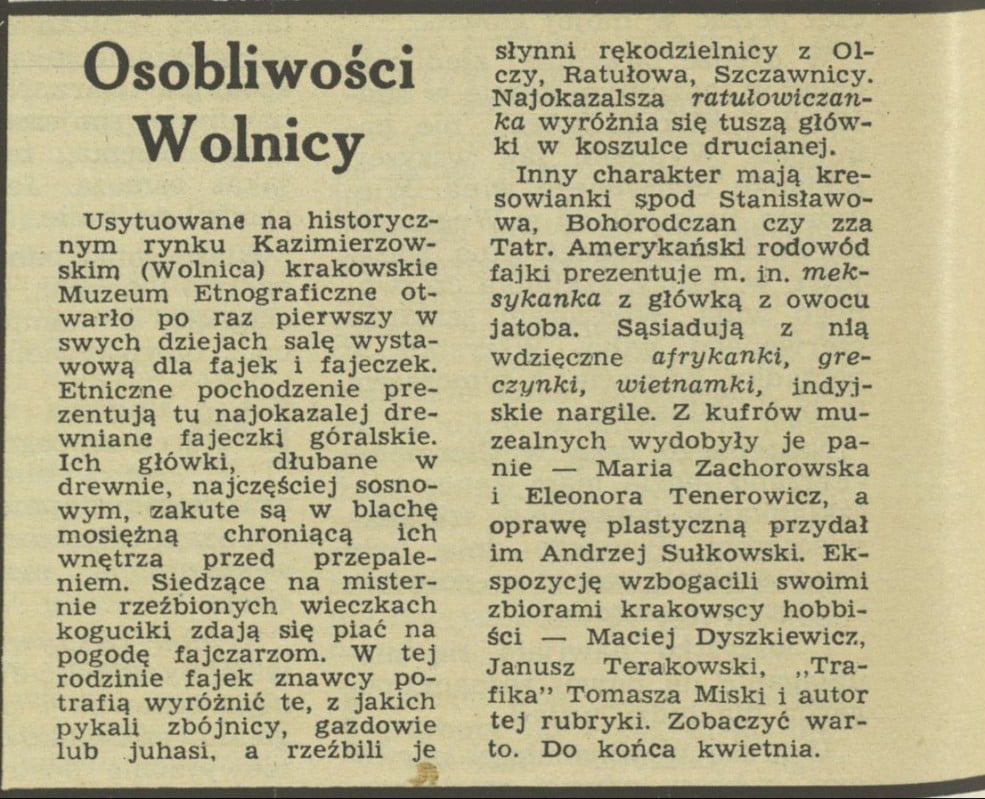 Osobliwości
Wolnicy
Usytuowane na historycz-
nym rynku Kazimierzow-
skim (Wolnica) krakowskie
Muzeum Etnograficzne ot-
warło po raz pierwszy w
swych dziejach salę wysta-
wową dla fajek i fajeczek.
Etniczne pochodzenie pre-
zentują tu najokazalej dre-
wniane fajeczki góralskie.
Ich główki, dłubane w
drewnie, najczęściej sosno-
wym, zakute są w blachę
mosiężną chroniącą ich
wnętrza przed przepale-
niem. Siedzące na mister-
nie rzeźbionych wieczkach
koguciki zdają się piać na
pogodę fajczarzom. W tej
rodzinie fajek znawcy po-
trafią wyróżnić te, z jakich
pykali zbójnicy, gazdowie
lub juhasi, a rzeźbili je
słynni rękodzielnicy z Ol-
czy, Ratułowa, Szczawnicy.
Najokazalsza ratułowiczan-
ka wyróżnia się tuszą głów-
ki w koszulce drucianej.
Inny charakter mają kre-
sowianki spod Stanisławo-
wa, Bohorodczan czy zza
Tatr. Amerykański rodowód
fajki prezentuje m. in. mek-
sykanka z główką z owocu
jatoba. Sąsiadują z nią
wdzięczne afrykanki, gre-
czynki, wietnamki, indyj-
skie nargile. Z kufrów mu-
zealnych wydobyły je pa-
nie — Maria Zachorowska
i Eleonora Tenerowicz, a
oprawę plastyczną przydał
im Andrzej Sułkowski. Ek-
spozycję wzbogacili swoimi
zbiorami krakowscy hobbi-
ści — Maciej Dyszkiewicz,
Janusz Terakowski, „Tra-
fika” Tomasza Miski i autor
tej rubryki. Zobaczyć war-
to. Do końca kwietnia.